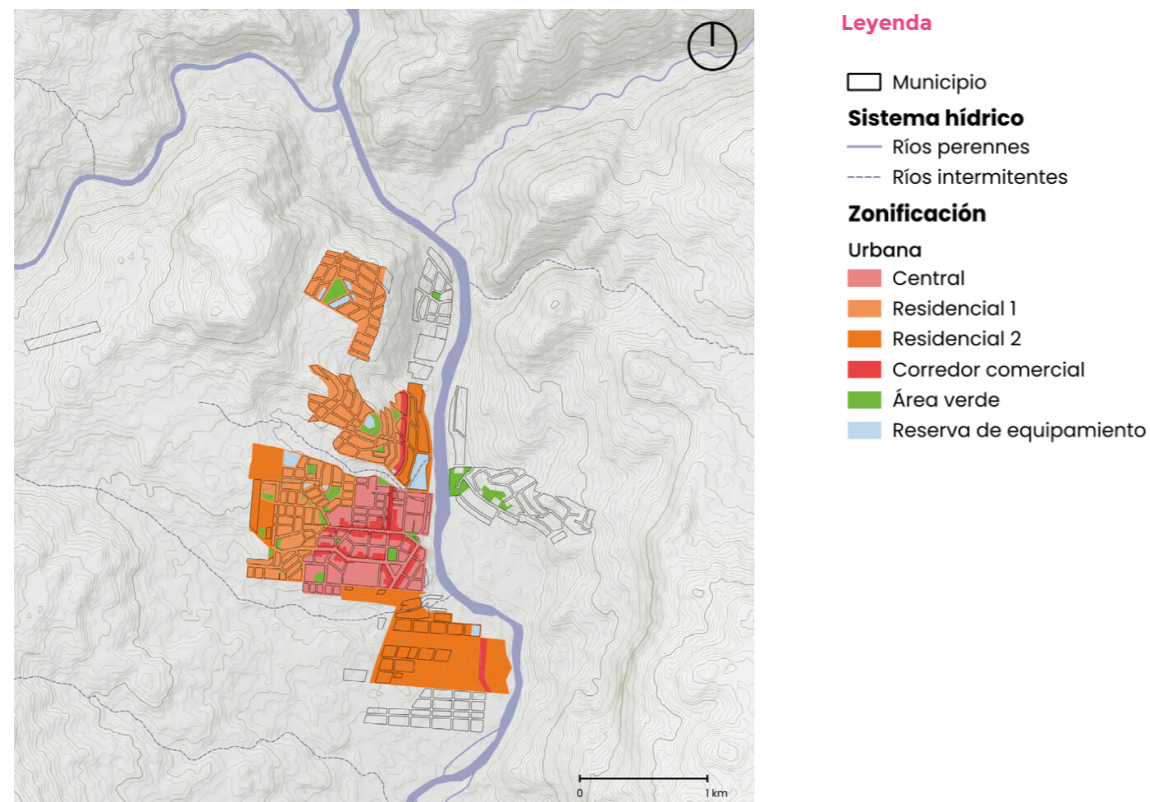 Leyenda
Municipio
Sistema hídrico
Ríos perennes
Ríos intermitentes
Zonificación
Urbana
Central
Residencial 1
Residencial 2
Corredor comercial
Área verde
Reserva de equipamiento
0 1 km